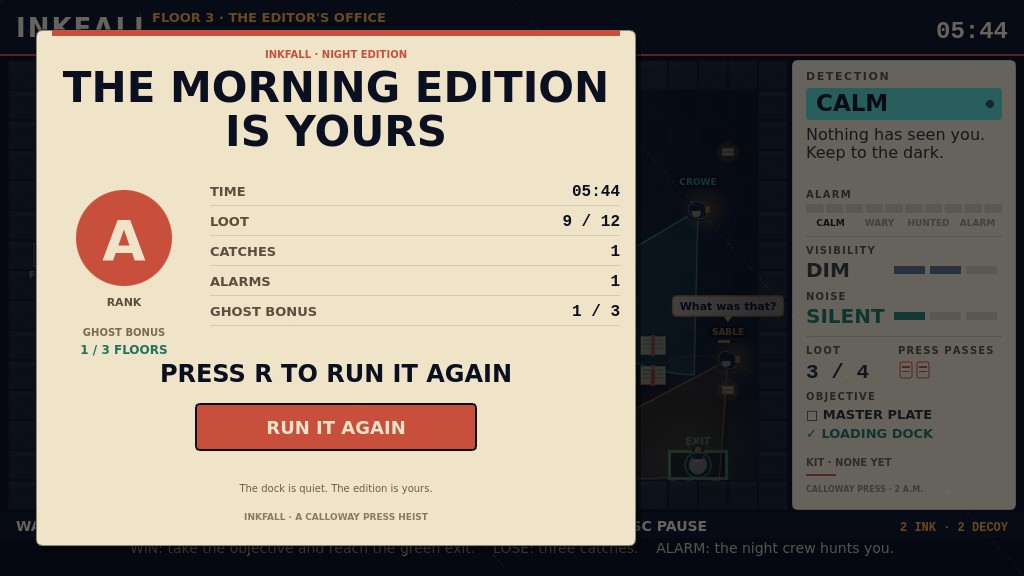 FLOOR 3 · THE EDITOR'S OFFICE
05:44
INKFALL · NIGHT EDITION
THE MORNING EDITION
IS YOURS
TIME 05:44
LOOT 9 / 12
CATCHES 1
ALARMS 1
GHOST BONUS 1 / 3
A
RANK
GHOST BONUS
1 / 3 FLOORS
PRESS R TO RUN IT AGAIN
RUN IT AGAIN
The dock is quiet. The edition is yours.
INKFALL · A CALLOWAY PRESS HEIST
CROWE
What was that?
SABLE
EXIT
DETECTION
CALM
Nothing has seen you.
Keep to the dark.
ALARM
CALM WARY HUNTED ALARM
VISIBILITY
DIM
NOISE
SILENT
LOOT PRESS PASSES
3 / 4
OBJECTIVE
□ MASTER PLATE
✓ LOADING DOCK
KIT · NONE YET
CALLOWAY PRESS · 2 A.M.
PAUSE
2 INK · 2 DECOY
WIN: take the objective and reach the green exit. LOSE: three catches. ALARM: the night crew hunts you.